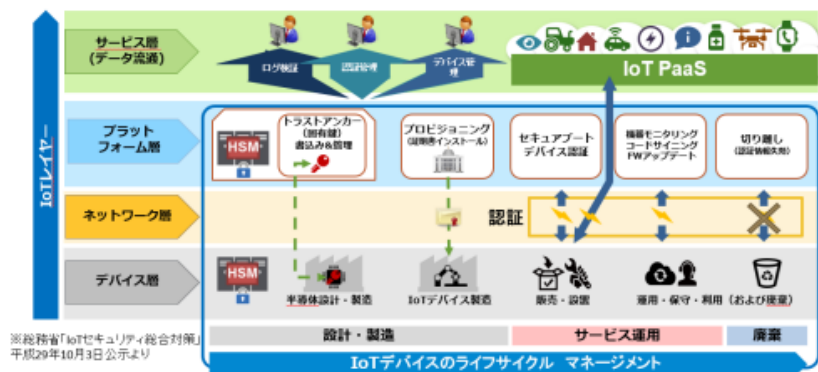 IoTレイヤー
サービス層
(データ流通)
ログ検証
認証管理
デバイス管
理
IoT PaaS
プラット
フォーム層
HSM
トラストアンカー
(固有鍵)
書込み&管理
プロビジョニング
(証明書インストール)
セキュアブート
デバイス認証
機器モニタリング
コードサイニング
FWアップデート
切り離し
(認証情報失効)
ネットワーク層
認証
デバイス層
HSM
半導体設計・製造
IoTデバイス製造
販売・設置
運用・保守・利用
(および廃棄)
設計・製造
サービス運用
廃棄
IoTデバイスのライフサイクル マネージメント
※総務省「IoTセキュリティ総合対策」
平成29年10月3日公示より